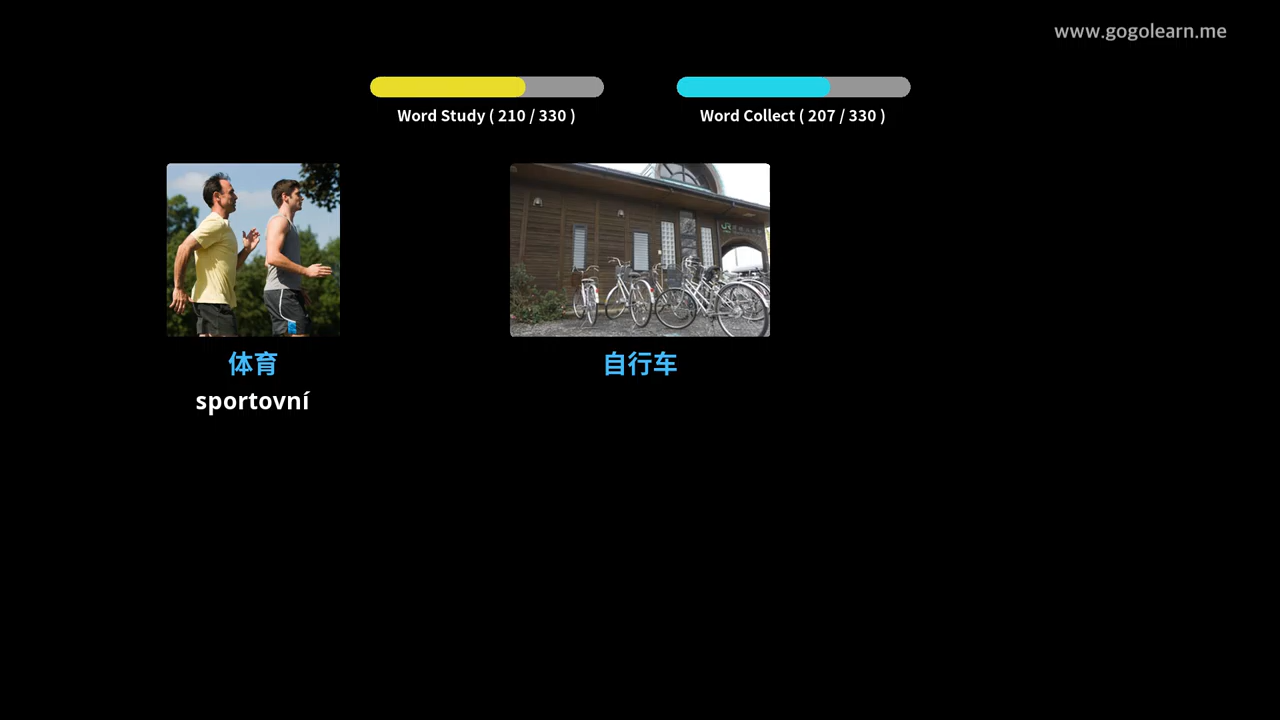 www.gogolearn.me
Word Study ( 210 / 330 )
Word Collect ( 207 / 330 )
体育
自行车
sportovní